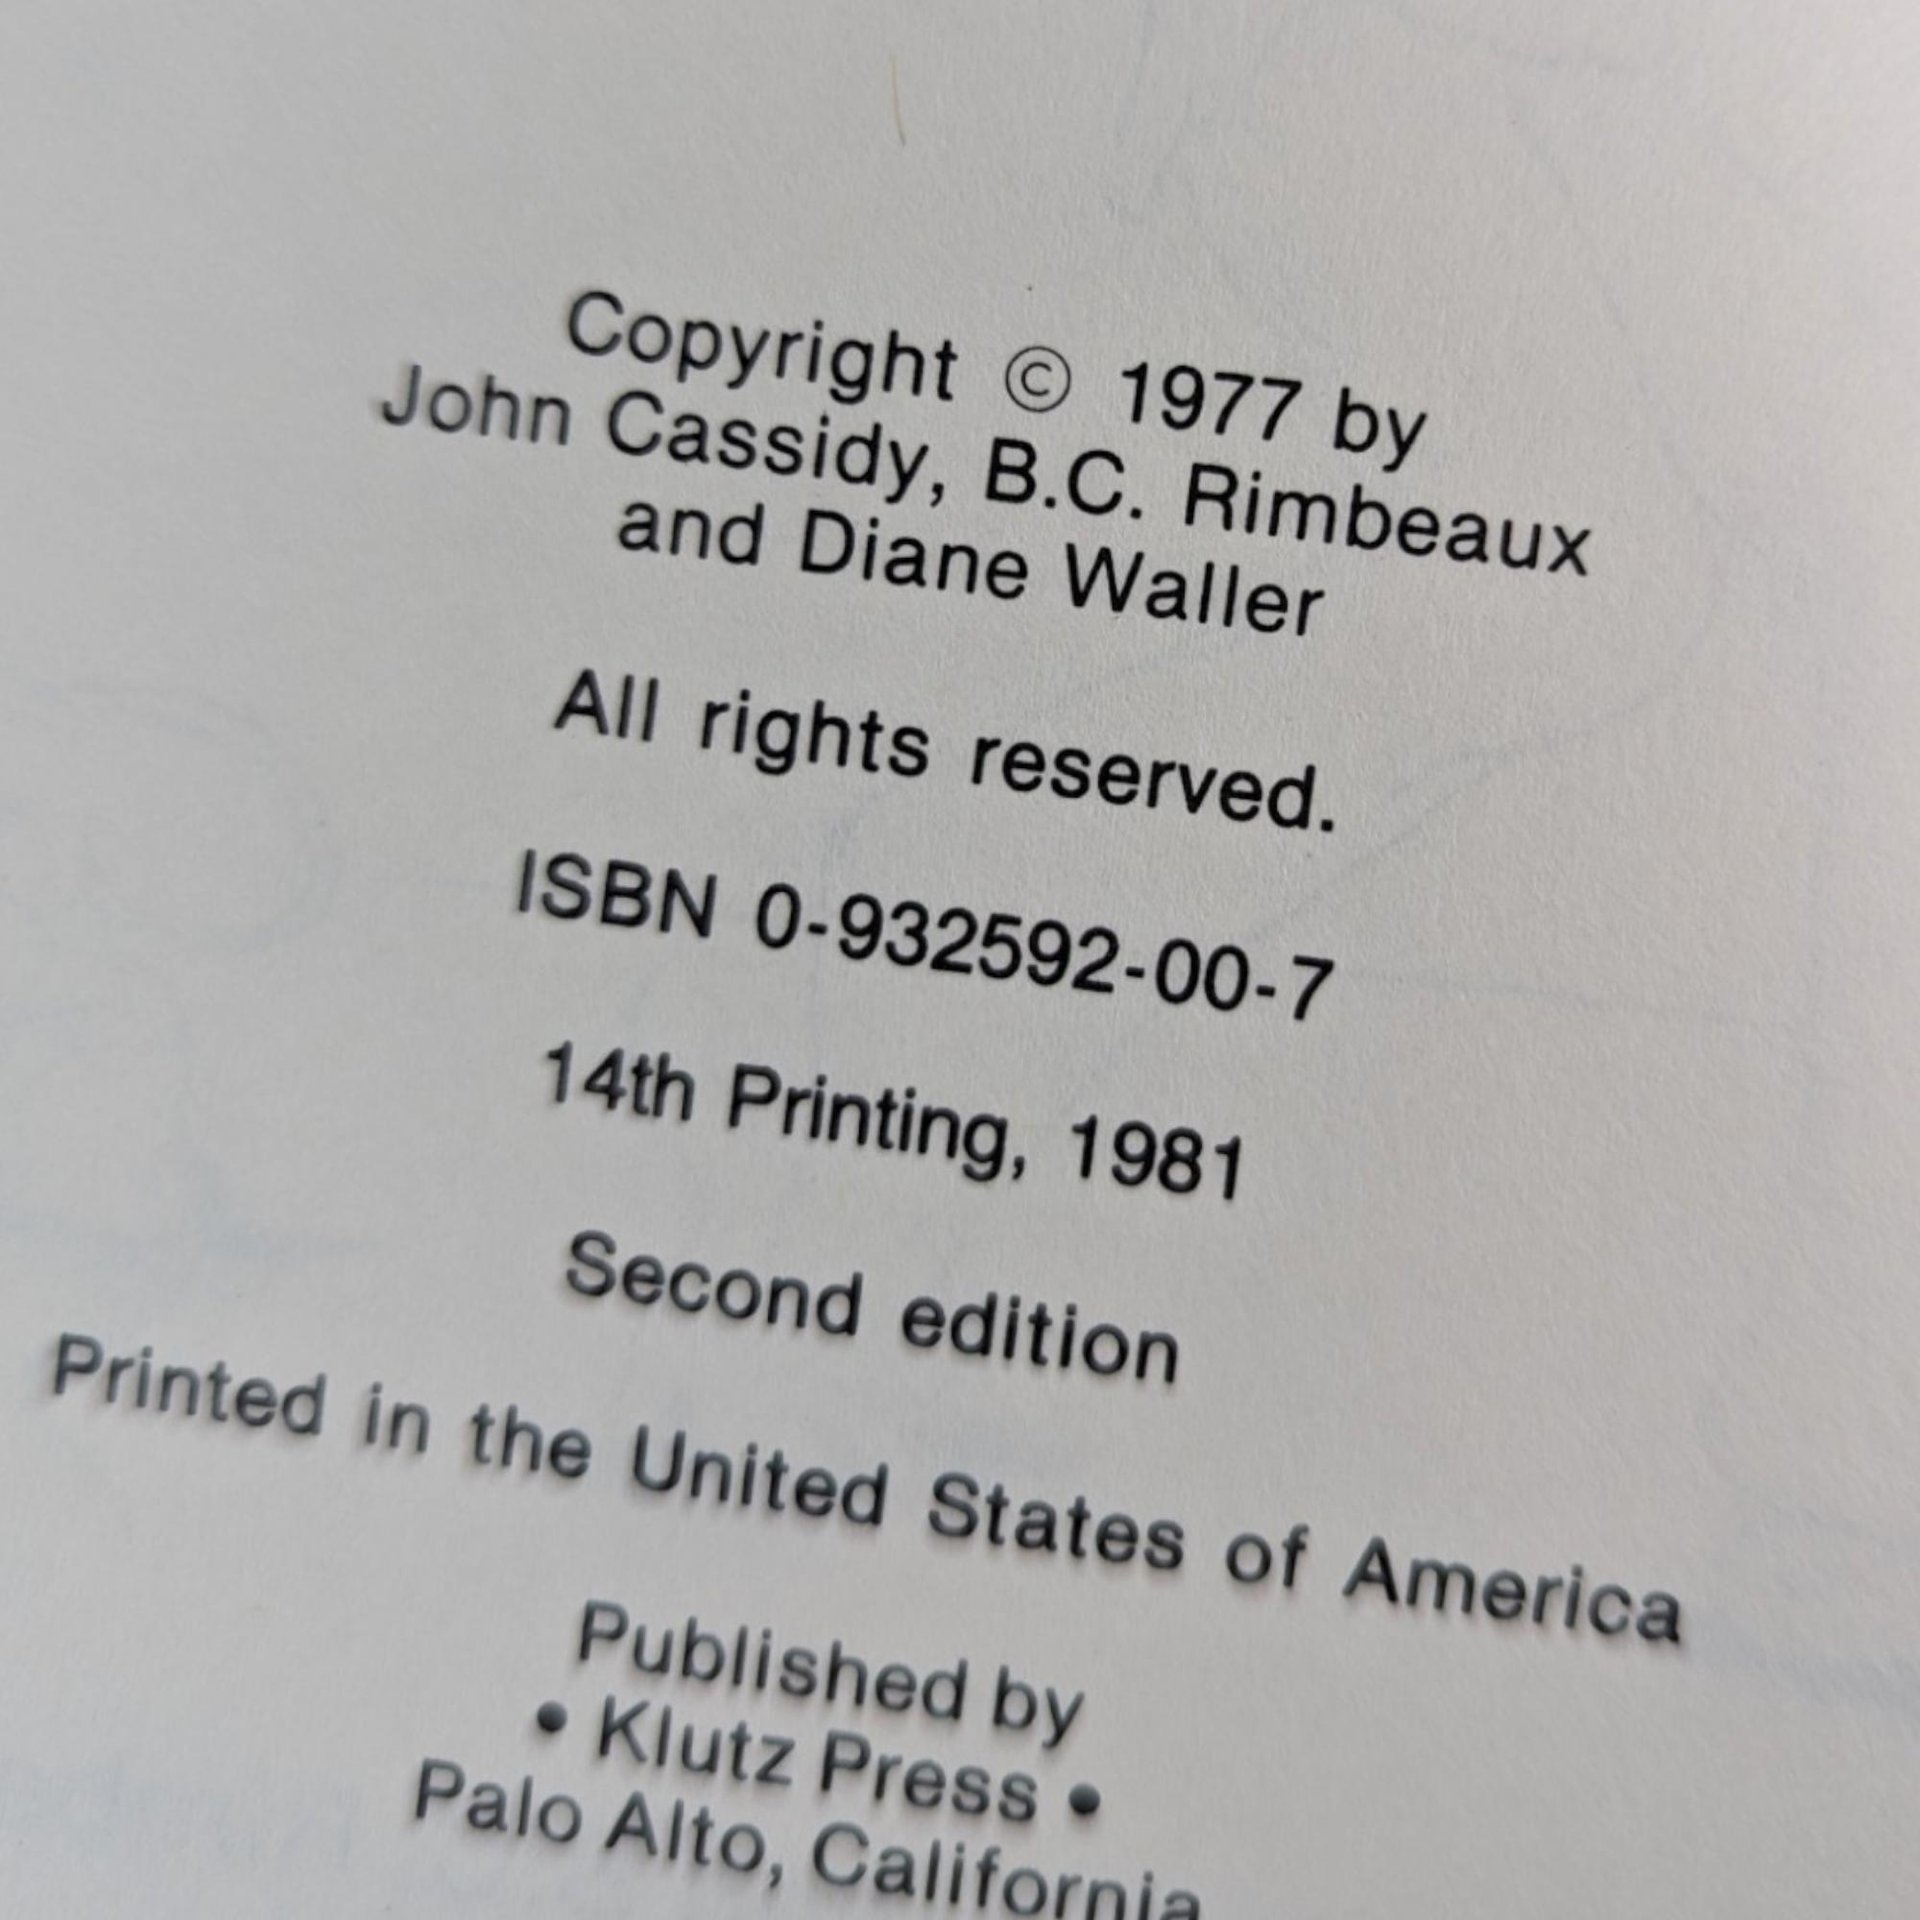 Copyright © 1977 by
John Cassidy, B.C. Rimbeaux
and Diane Waller
All rights reserved.
ISBN 0-932592-00-7
14th Printing, 1981
Second edition
Printed in the United States of America
Published by
• Klutz Press •
Palo Alto, California